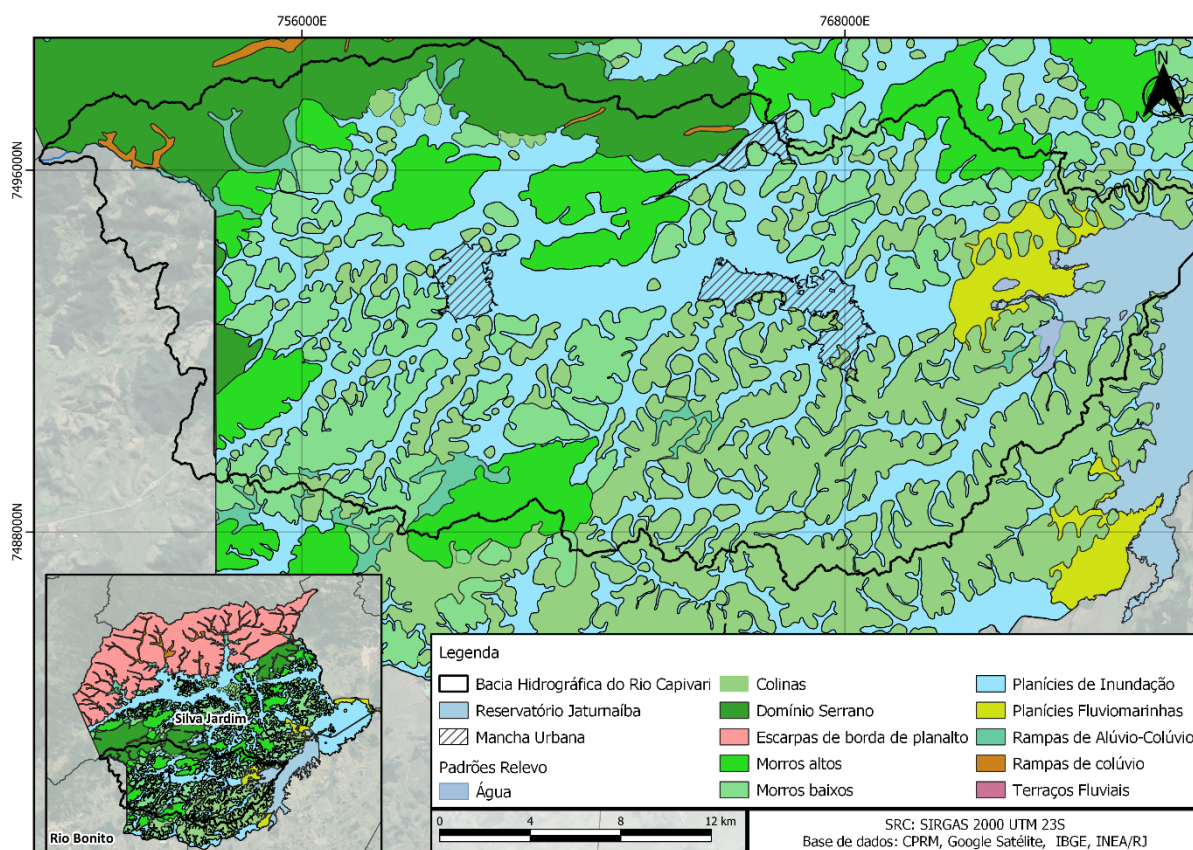 756000E
768000E
N
7496000N
7488000N
Silva Jardim
Rio Bonito
Legenda
Bacia Hidrográfica do Rio Capivari
Reservatório Jaturnaíba
Mancha Urbana
Padrões Relevo
Água
Colinas
Domínio Serrano
Escarpas de borda de planalto
Morros altos
Morros baixos
Planícies de Inundação
Planícies Fluviomarinhas
Rampas de Alúvio-Colúvio
Rampas de colúvio
Terraços Fluviais
0 4 8 12 km
SRC: SIRGAS 2000 UTM 23S
Base de dados: CPRM, Google Satélite, IBGE, INEA/RJ